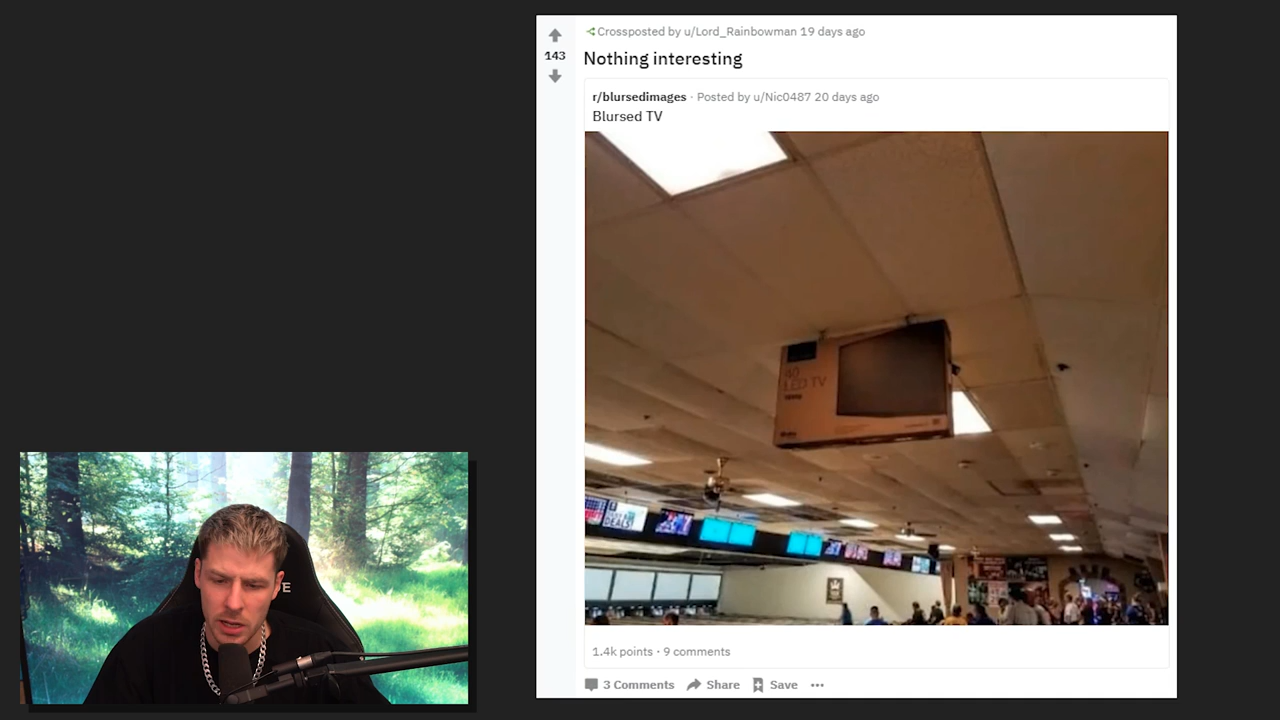 Crossposted by u/Lord_Rainbowman 19 days ago
143
Nothing interesting
r/blursedimages · Posted by u/Nic0487 20 days ago
Blursed TV
40
LED TV
DEALS!
E
1.4k points · 9 comments
3 Comments Share Save